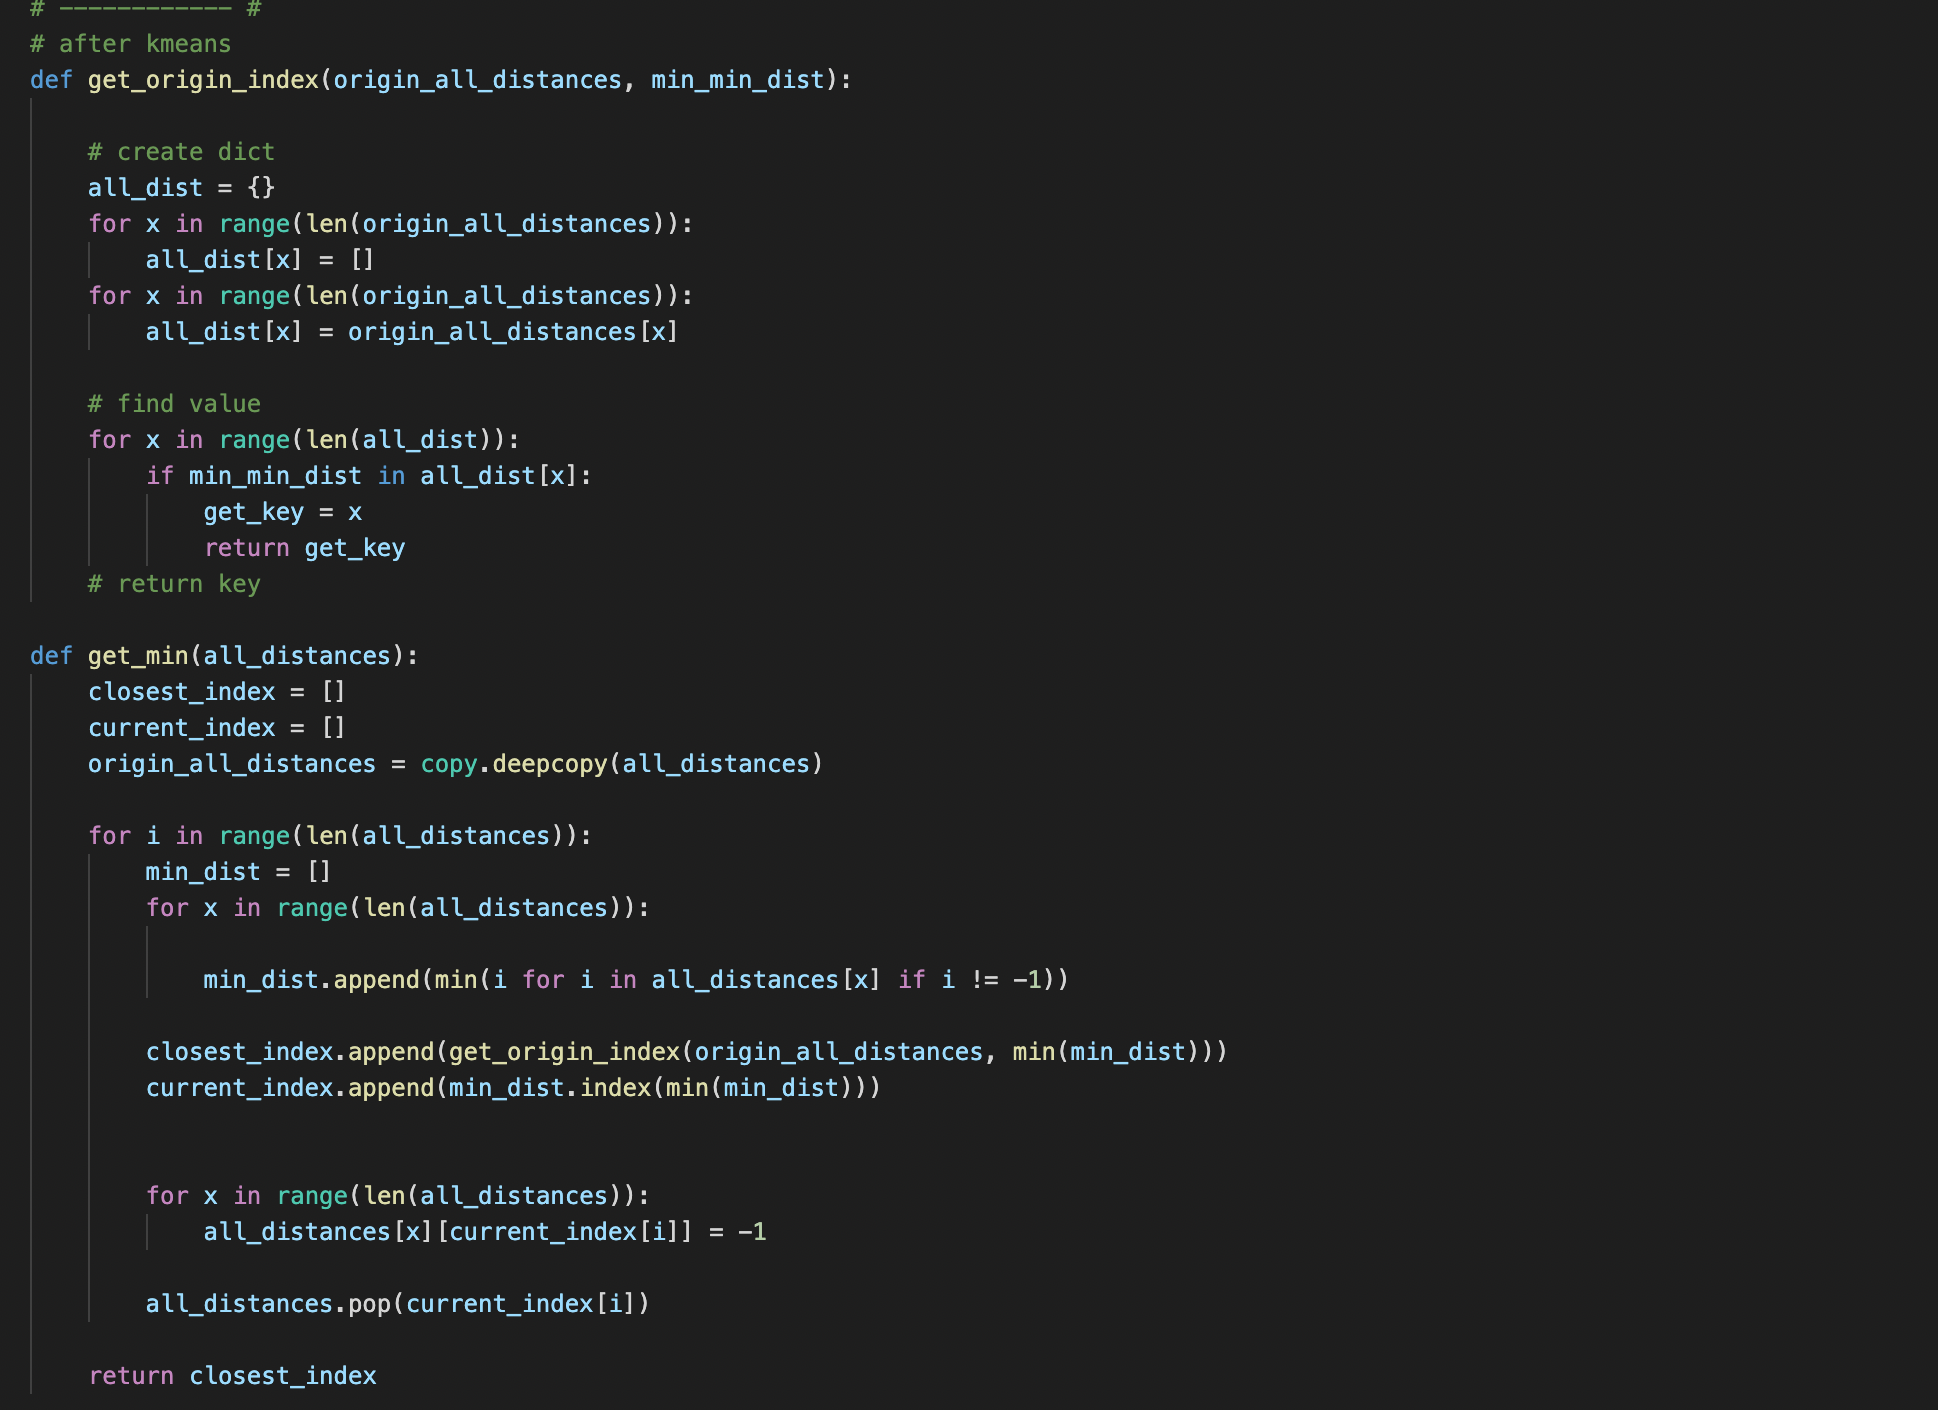 # ------------ #
# after kmeans
def get_origin_index(origin_all_distances, min_min_dist):
# create dict
all_dist = {}
for x in range(len(origin_all_distances)):
all_dist[x] = []
for x in range(len(origin_all_distances)):
all_dist[x] = origin_all_distances[x]
# find value
for x in range(len(all_dist)):
if min_min_dist in all_dist[x]:
get_key = x
return get_key
# return key
def get_min(all_distances):
closest_index = []
current_index = []
origin_all_distances = copy.deepcopy(all_distances)
for i in range(len(all_distances)):
min_dist = []
for x in range(len(all_distances)):
min_dist.append(min(i for i in all_distances[x] if i != -1))
closest_index.append(get_origin_index(origin_all_distances, min(min_dist)))
current_index.append(min_dist.index(min(min_dist)))
for x in range(len(all_distances)):
all_distances[x][current_index[i]] = -1
all_distances.pop(current_index[i])
return closest_index